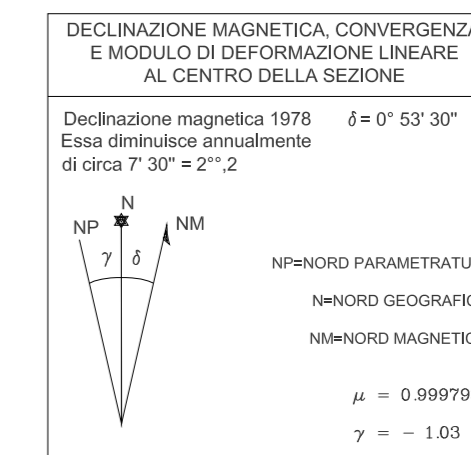 DECLINAZIONE MAGNETICA, CONVERGENZA
E MODULO DI DEFORMAZIONE LINEARE
AL CENTRO DELLA SEZIONE
Declinazione magnetica 1978 δ = 0° 53' 30"
Essa diminuisce annualmente
di circa 7' 30" = 2°°,2
N
NP NM
γ δ
NP=NORD PARAMETRATU
N=NORD GEOGRAFIC
NM=NORD MAGNETIC
μ = 0.99979
γ = - 1.03